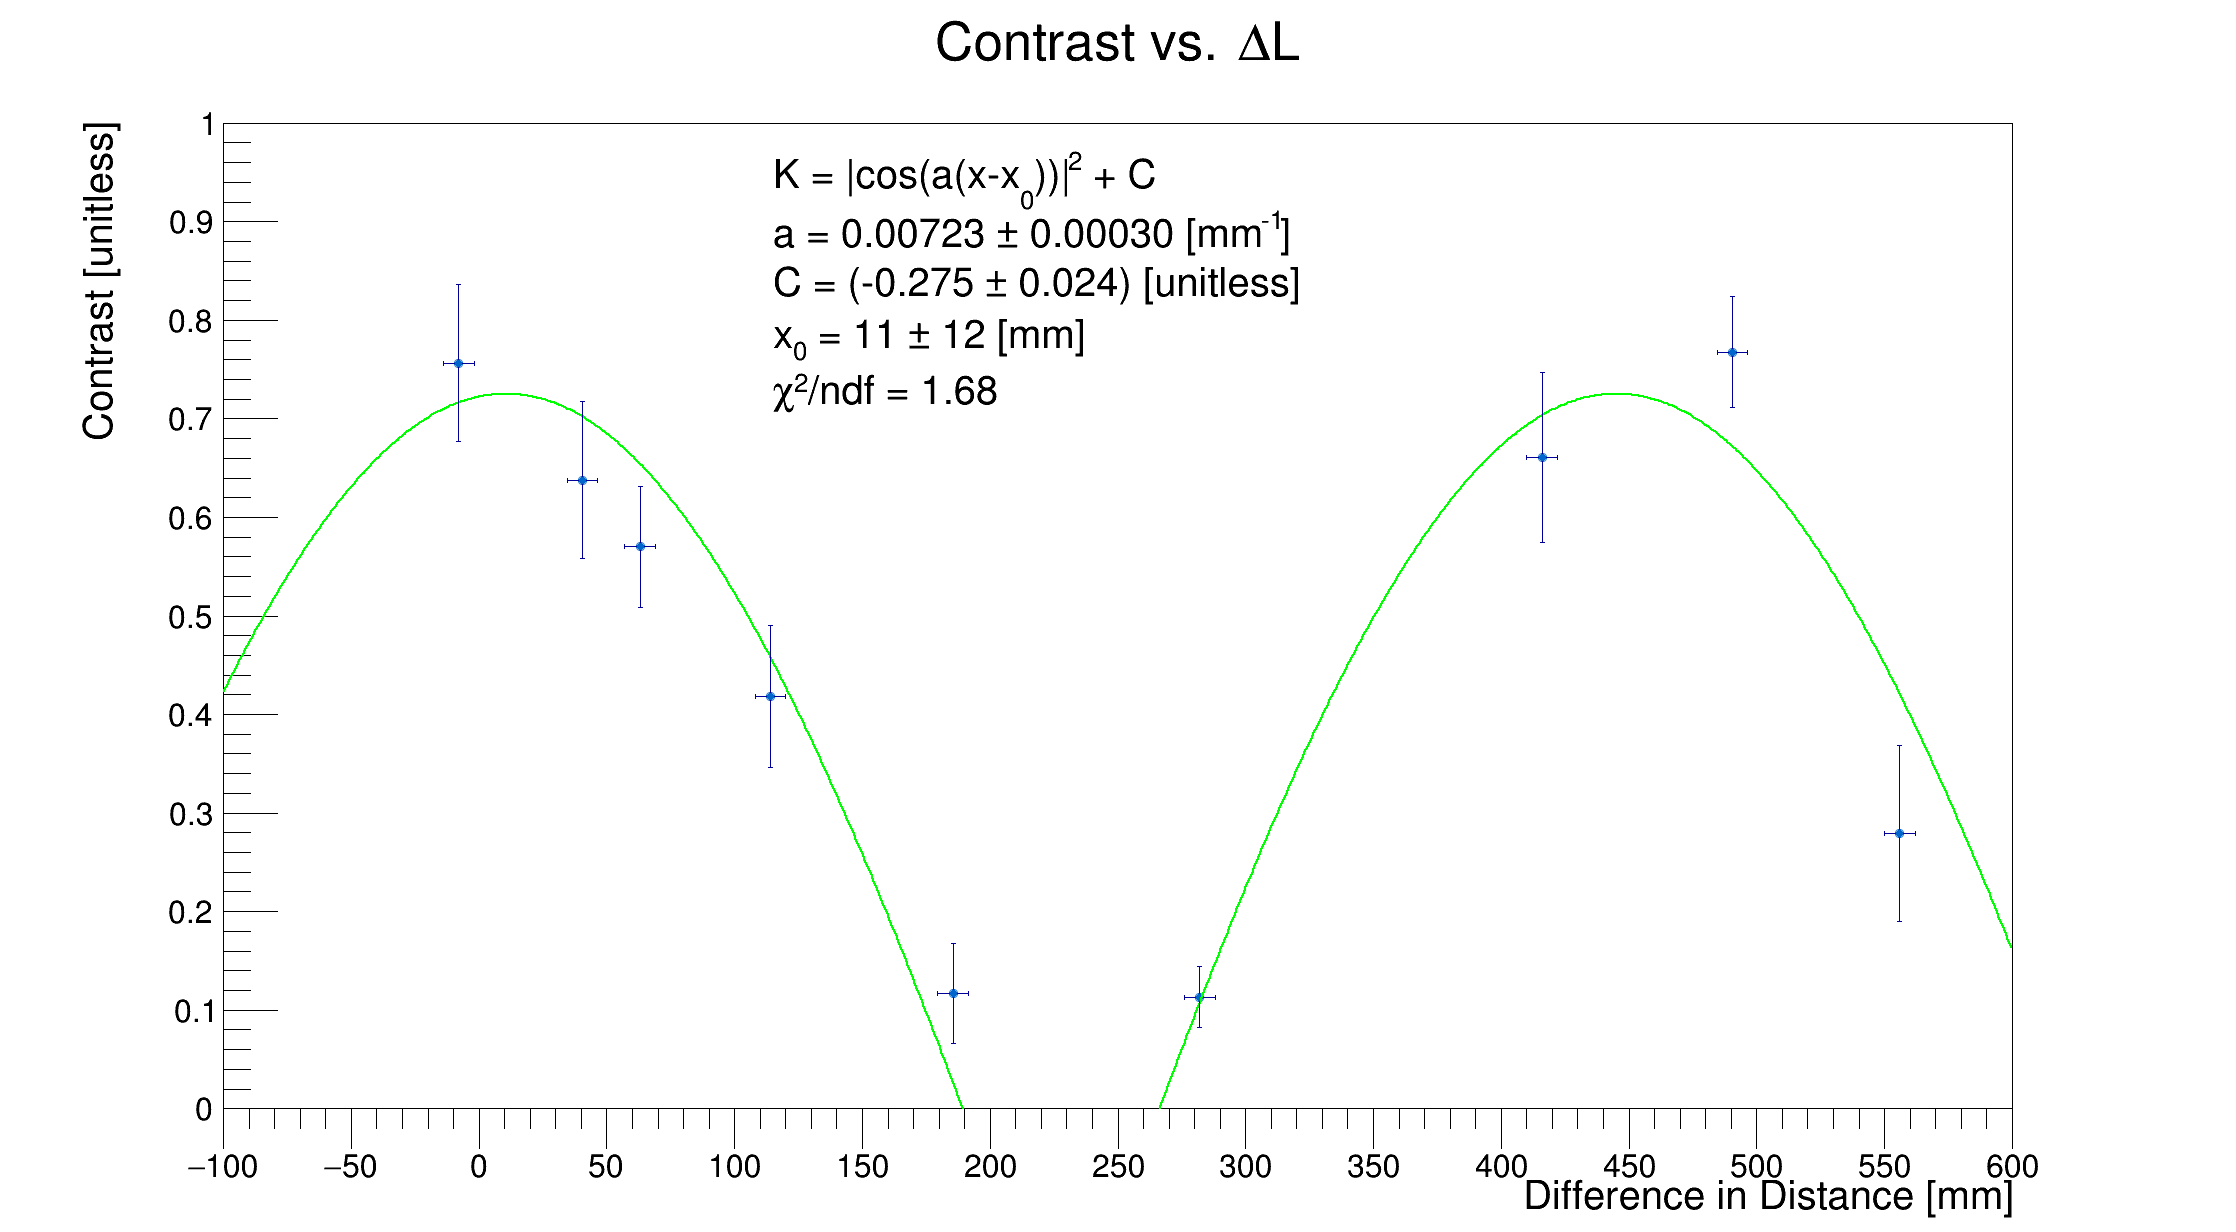 Contrast vs. ΔL
Contrast [unitless]
K = |cos(a(x-x₀))|² + C
a = 0.00723 ± 0.00030 [mm⁻¹]
C = (-0.275 ± 0.024) [unitless]
x₀ = 11 ± 12 [mm]
χ²/ndf = 1.68
1
0.9
0.8
0.7
0.6
0.5
0.4
0.3
0.2
0.1
0
−100 −50 0 50 100 150 200 250 300 350 400 450 500 550 600
Difference in Distance [mm]